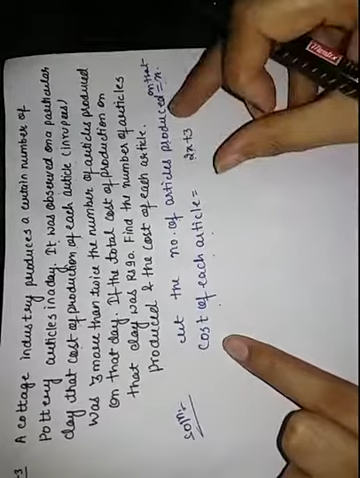 -3 A cottage industry produces a certain number of
pottery articles in a day. It was observed on a particular
day that cost of production of each article (in rupees)
was 3 more than twice the number of articles produced
on that day. If the total cost of production on
that day was Rs 90. Find the number of articles
produced & the cost of each article.
Soln:- Let the no. of articles produced on that = x.
Cost of each article = 2x+3